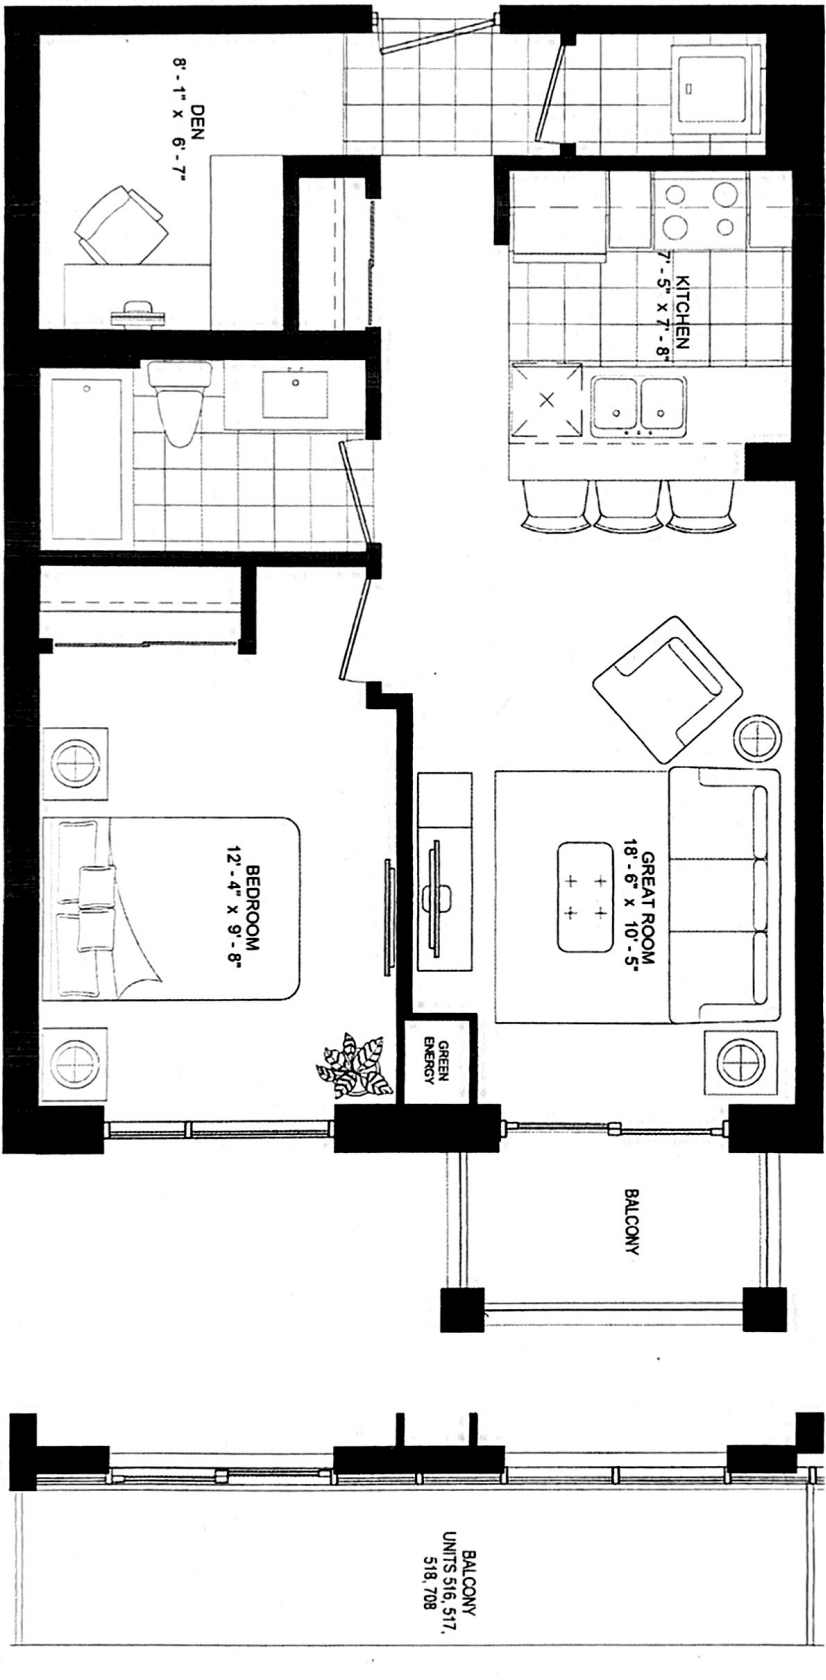 DEN
8' - 1" x 6' - 7"
KITCHEN
7' - 5" x 7' - 8"
GREAT ROOM
18' - 6" x 10' - 5"
BEDROOM
12' - 4" x 9' - 8"
GREEN
ENERGY
BALCONY
BALCONY
UNITS 516, 517,
518, 708